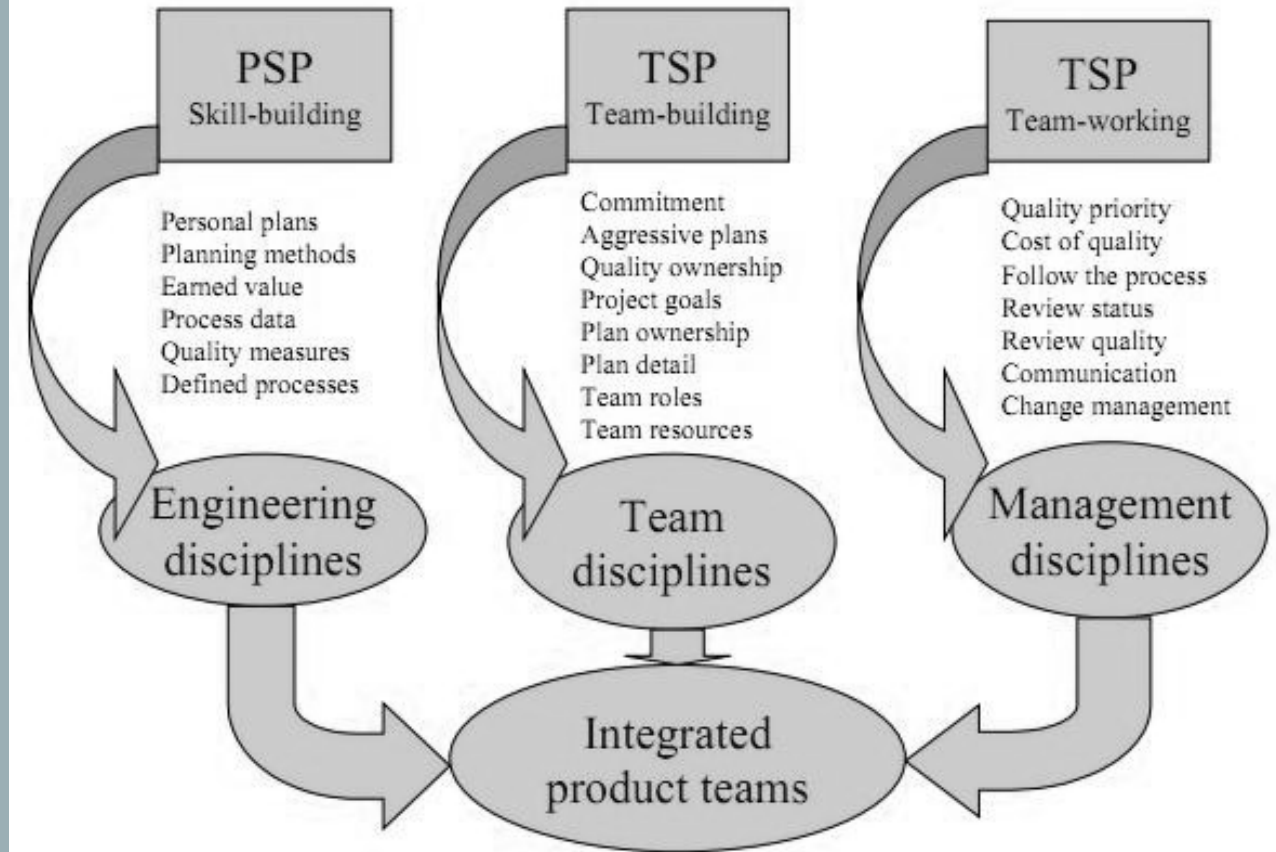 PSP
Skill-building
Personal plans
Planning methods
Earned value
Process data
Quality measures
Defined processes
Engineering
disciplines
TSP
Team-building
Commitment
Aggressive plans
Quality ownership
Project goals
Plan ownership
Plan detail
Team roles
Team resources
Team
disciplines
TSP
Team-working
Quality priority
Cost of quality
Follow the process
Review status
Review quality
Communication
Change management
Management
disciplines
Integrated
product teams